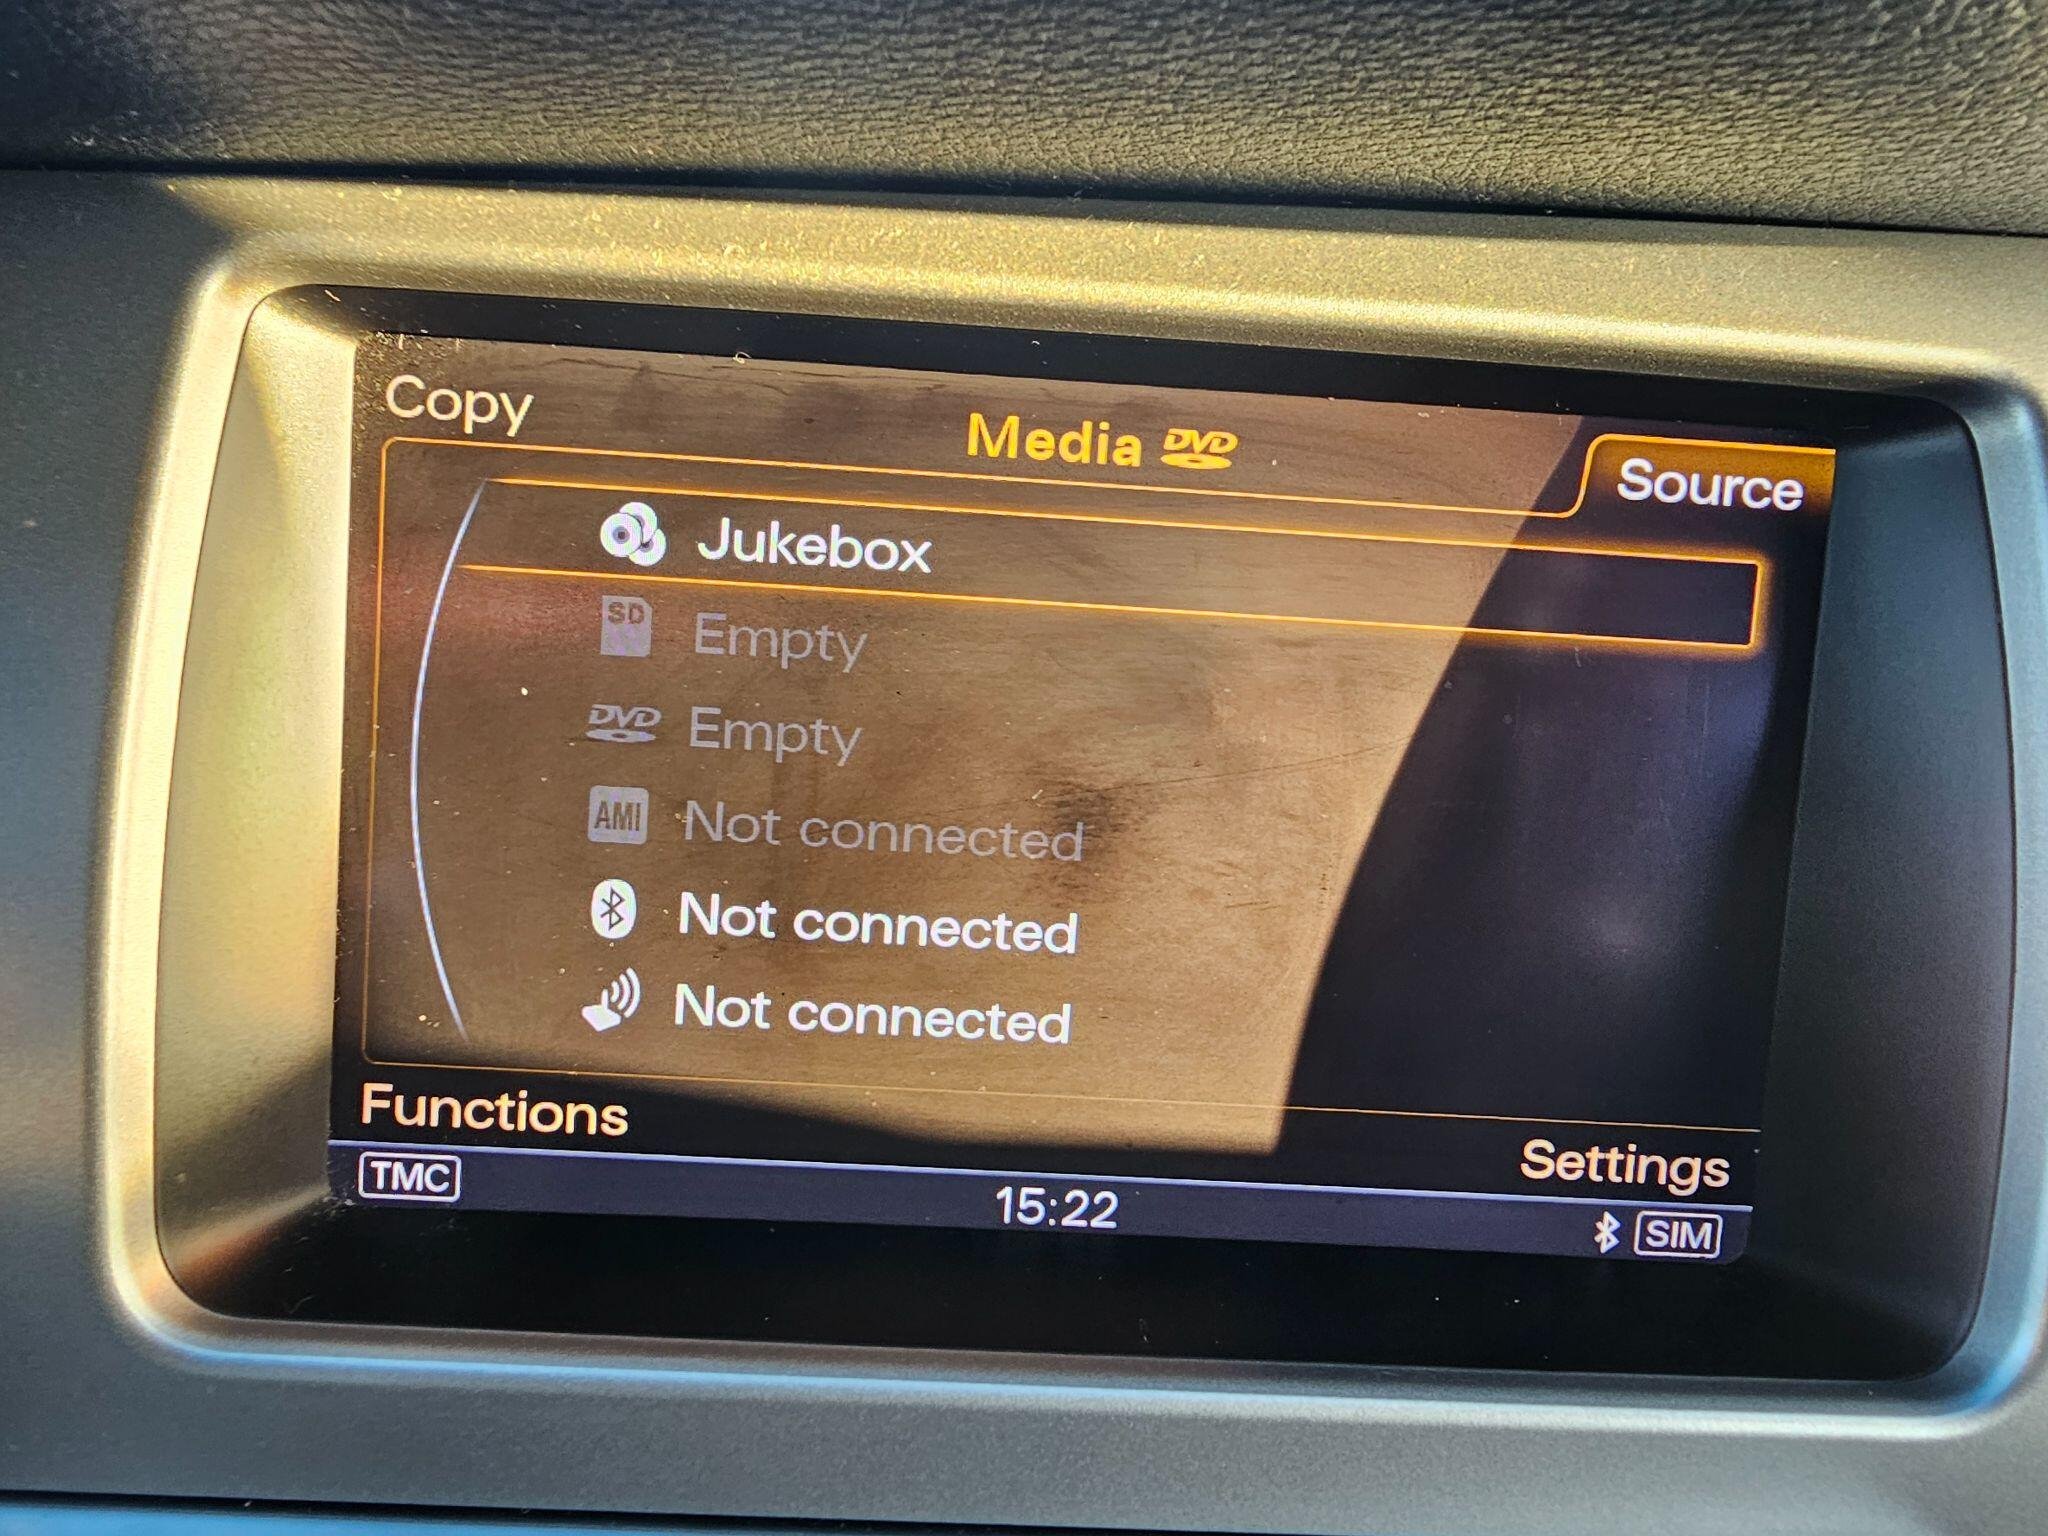 Copy
Media DVD
Source
Jukebox
SD Empty
DVD Empty
AMI Not connected
Not connected
Not connected
Functions
Settings
TMC
15:22
SIM